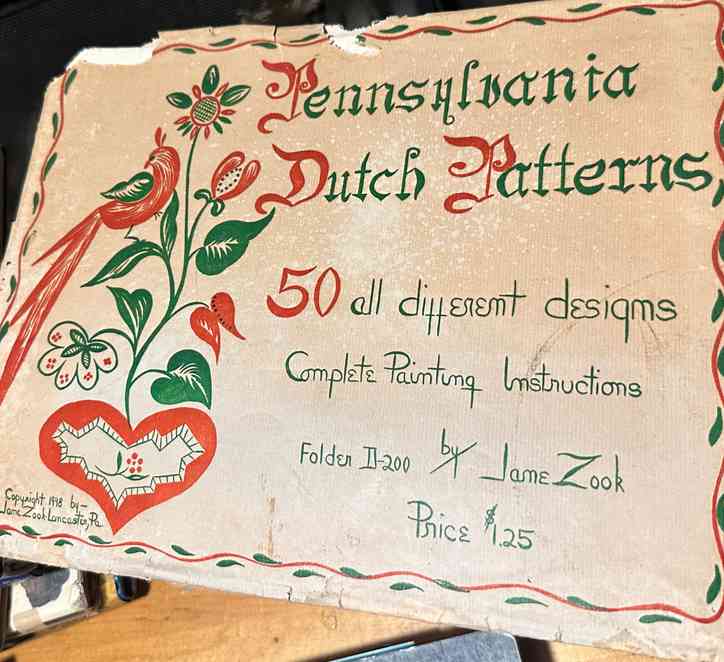 Pennsylvania
Dutch Patterns
50 all different designs
Complete Painting Instructions
Folder D-200 by Jane Zook
Price $1.25
Copyright 1948 by-
Jane Zook-Lancaster, Pa